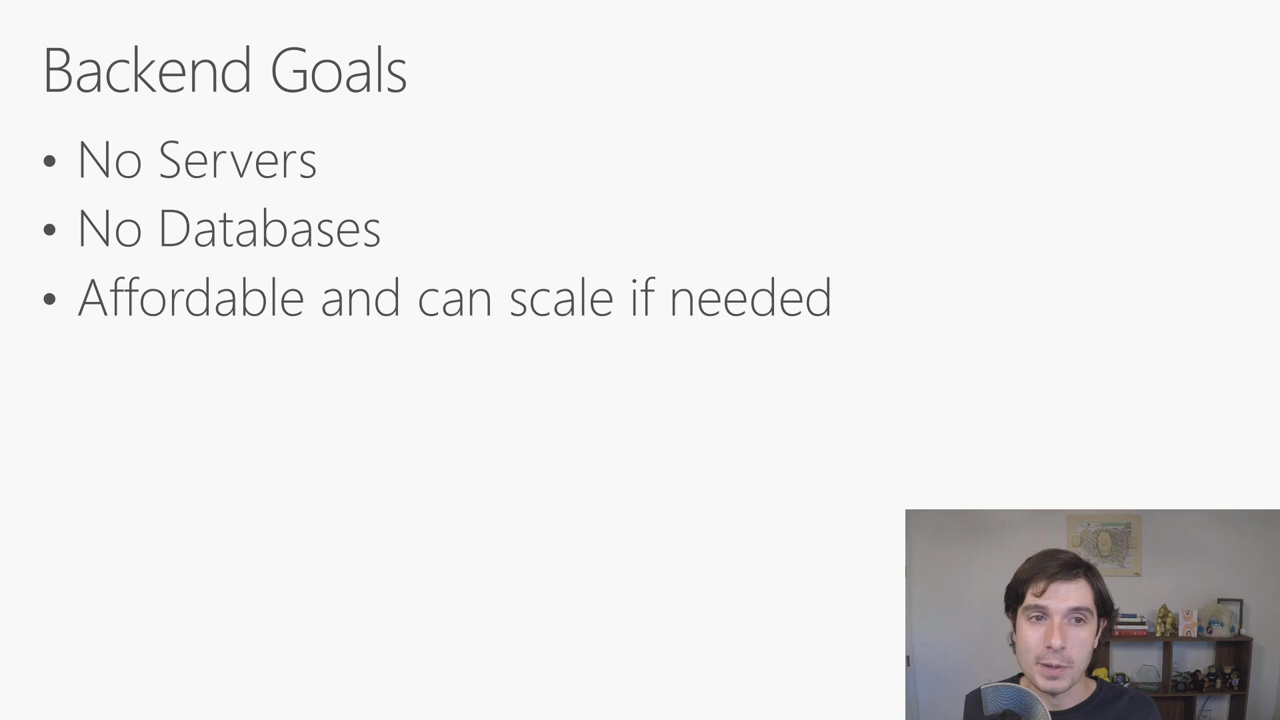 Backend Goals
• No Servers
• No Databases
• Affordable and can scale if needed